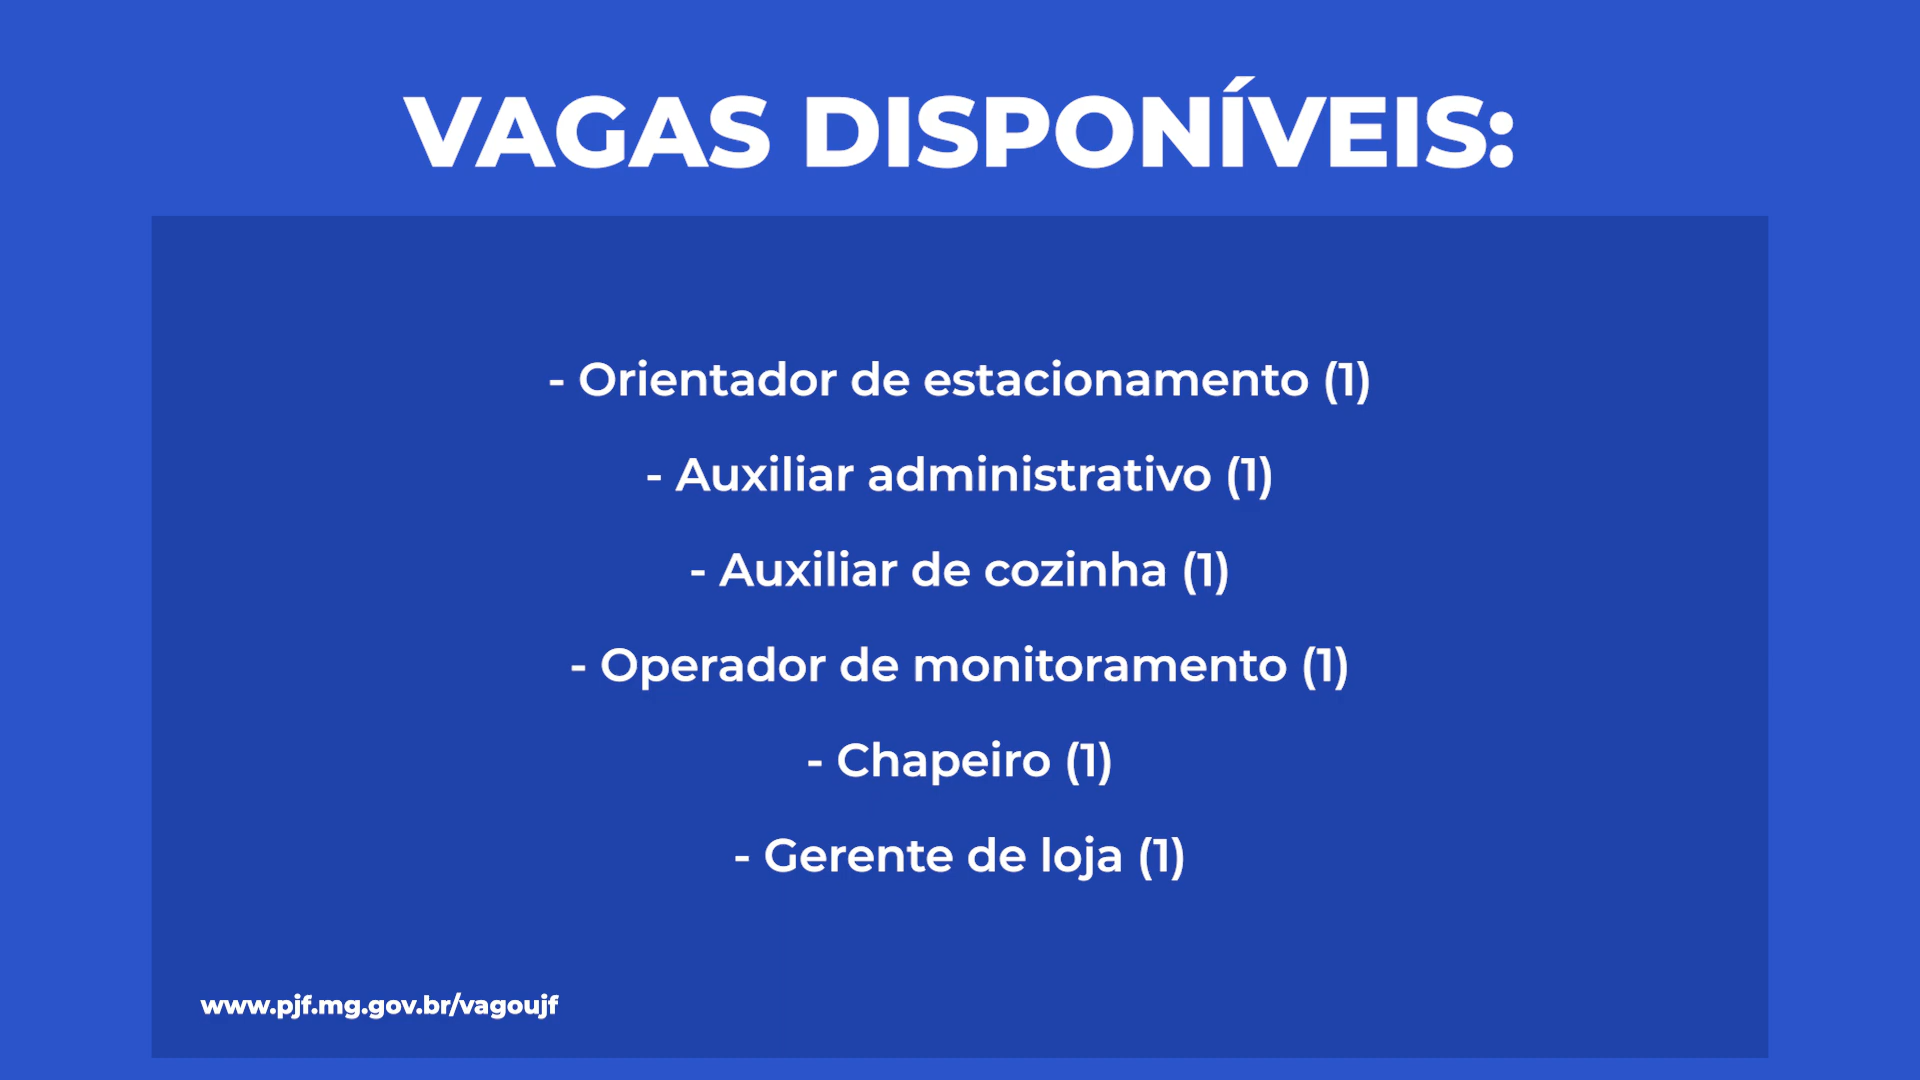 VAGAS DISPONÍVEIS:
- Orientador de estacionamento (1)
- Auxiliar administrativo (1)
- Auxiliar de cozinha (1)
- Operador de monitoramento (1)
- Chapeiro (1)
- Gerente de loja (1)
www.pjf.mg.gov.br/vagoujf